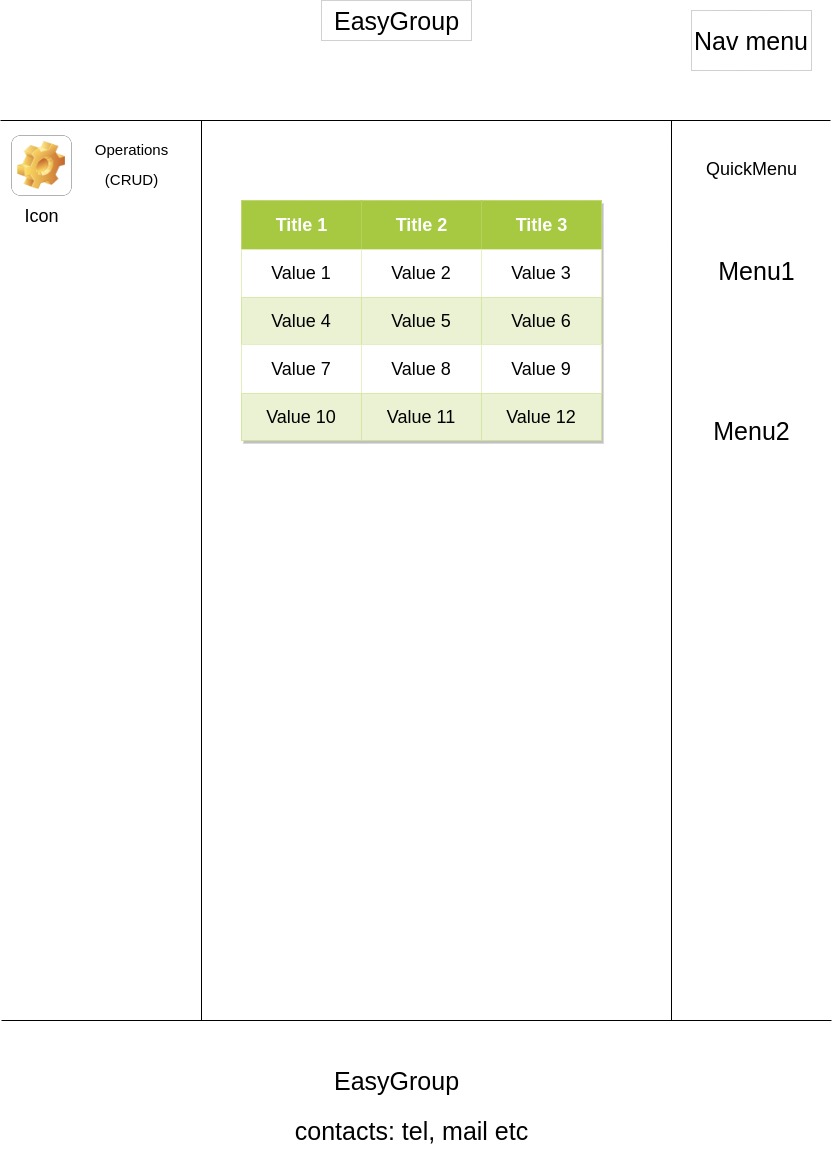 EasyGroup
Nav menu
Operations
(CRUD)
Icon
Title 1 Title 2 Title 3
Value 1 Value 2 Value 3
Value 4 Value 5 Value 6
Value 7 Value 8 Value 9
Value 10 Value 11 Value 12
QuickMenu
Menu1
Menu2
EasyGroup
contacts: tel, mail etc